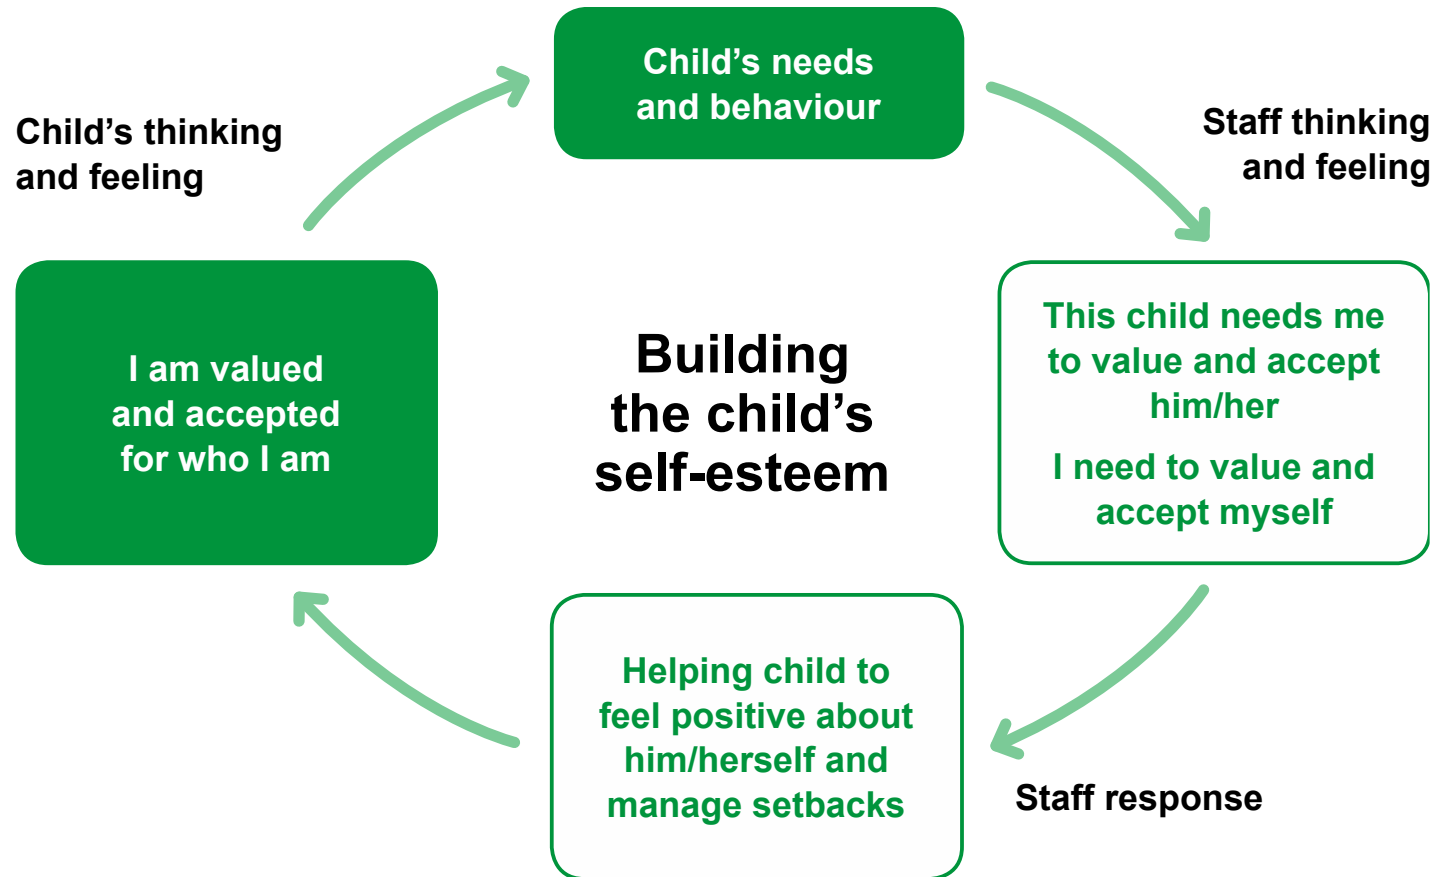 Child’s needs
and behaviour
Child’s thinking
and feeling
Staff thinking
and feeling
I am valued
and accepted
for who I am
Building
the child’s
self-esteem
This child needs me
to value and accept
him/her
I need to value and
accept myself
Helping child to
feel positive about
him/herself and
manage setbacks
Staff response